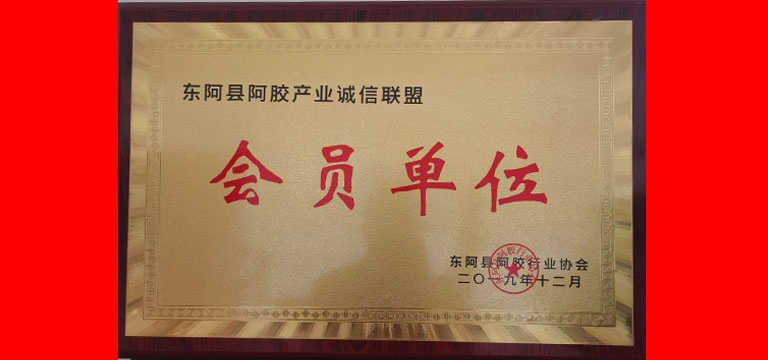 东阿县阿胶产业诚信联盟
会员单位
东阿县阿胶行业协会
二〇一九年十二月